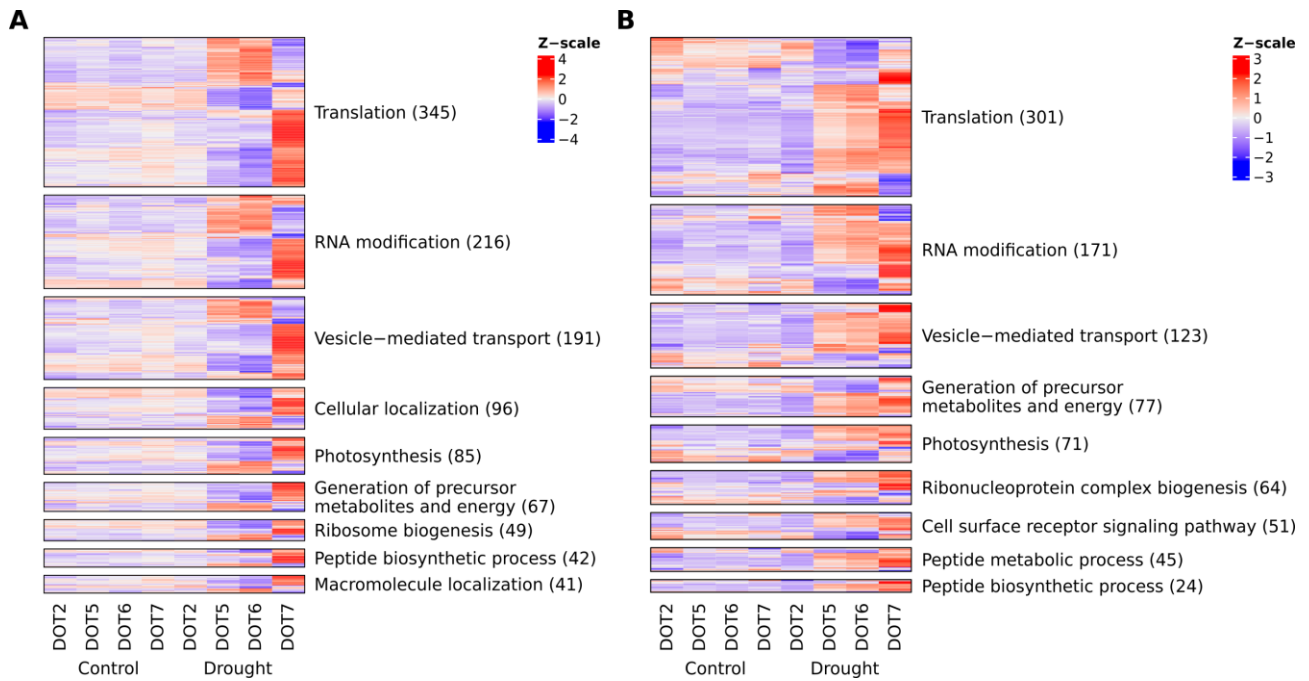 A
Z−scale
4
2
0
−2
−4
Translation (345)
RNA modification (216)
Vesicle−mediated transport (191)
Cellular localization (96)
Photosynthesis (85)
Generation of precursor
metabolites and energy (67)
Ribosome biogenesis (49)
Peptide biosynthetic process (42)
Macromolecule localization (41)
DOT2
DOT5
DOT6
DOT7
DOT2
DOT5
DOT6
DOT7
Control
Drought
B
Z−scale
3
2
1
0
−1
−2
−3
Translation (301)
RNA modification (171)
Vesicle−mediated transport (123)
Generation of precursor
metabolites and energy (77)
Photosynthesis (71)
Ribonucleoprotein complex biogenesis (64)
Cell surface receptor signaling pathway (51)
Peptide metabolic process (45)
Peptide biosynthetic process (24)
DOT2
DOT5
DOT6
DOT7
DOT2
DOT5
DOT6
DOT7
Control
Drought